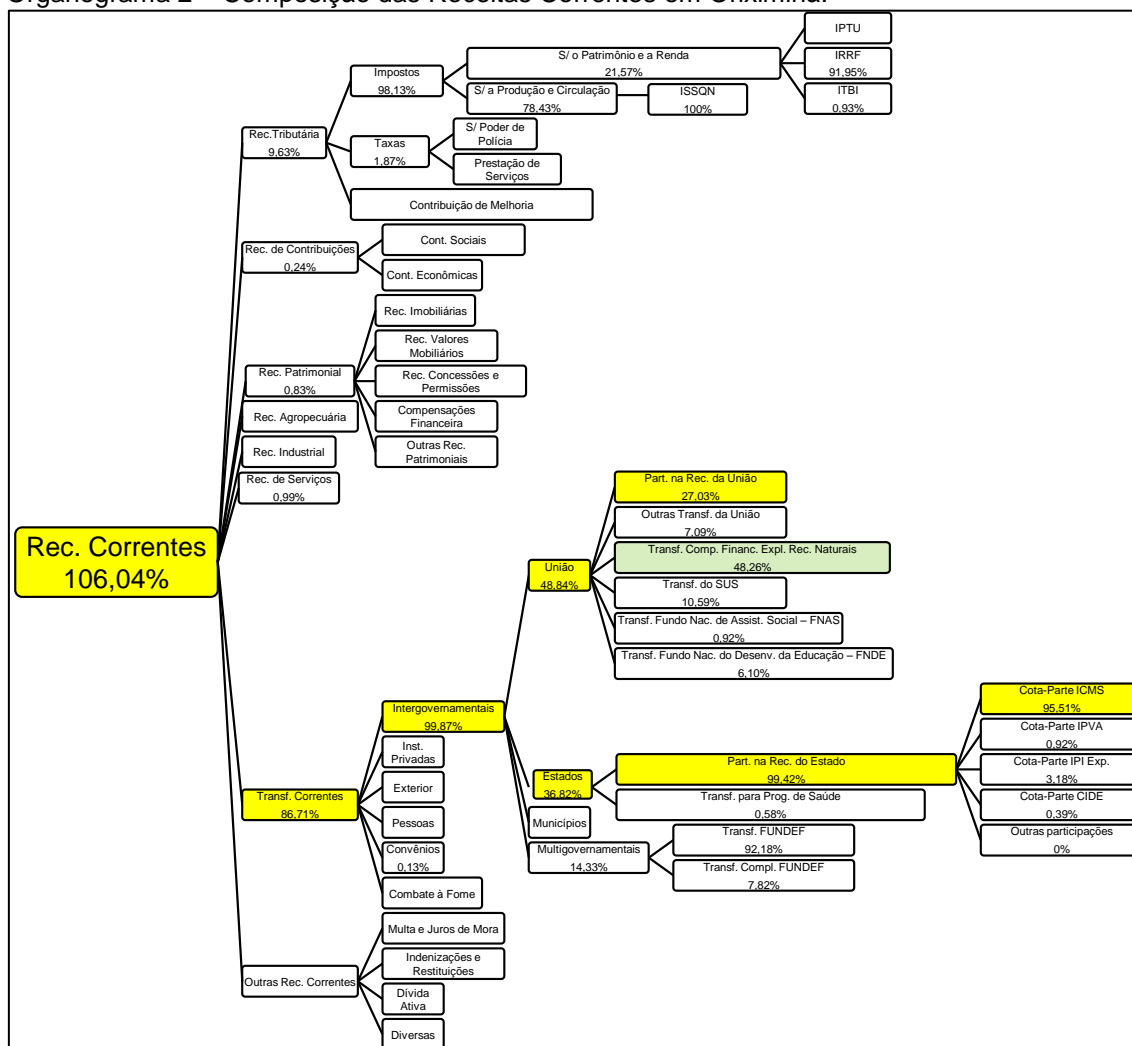 Organograma 2 – Composição das Receitas Correntes em Oriximiná.
IPTU
S/ o Patrimônio e a Renda
21,57%
IRRF
91,95%
Impostos
98,13%
S/ a Produção e Circulação
78,43%
ISSQN
100%
ITBI
0,93%
Rec.Tributária
9,63%
Taxas
1,87%
S/ Poder de
Polícia
Prestação de
Serviços
Contribuição de Melhoria
Rec. de Contribuições
0,24%
Cont. Sociais
Cont. Econômicas
Rec. Imobiliárias
Rec. Valores
Mobiliários
Rec. Patrimonial
0,83%
Rec. Concessões e
Permissões
Compensações
Financeira
Outras Rec.
Patrimoniais
Rec. Agropecuária
Rec. Industrial
Rec. de Serviços
0,99%
Rec. Correntes
106,04%
Part. na Rec. da União
27,03%
Outras Transf. da União
7,09%
União
48,84%
Transf. Comp. Financ. Expl. Rec. Naturais
48,26%
Transf. do SUS
10,59%
Transf. Fundo Nac. de Assist. Social – FNAS
0,92%
Transf. Fundo Nac. do Desenv. da Educação – FNDE
6,10%
Intergovernamentais
99,87%
Inst.
Privadas
Exterior
Transf. Correntes
86,71%
Pessoas
Convênios
0,13%
Combate à Fome
Estados
36,82%
Part. na Rec. do Estado
99,42%
Transf. para Prog. de Saúde
0,58%
Cota-Parte ICMS
95,51%
Cota-Parte IPVA
0,92%
Cota-Parte IPI Exp.
3,18%
Cota-Parte CIDE
0,39%
Outras participações
0%
Municípios
Multigovernamentais
14,33%
Transf. FUNDEF
92,18%
Transf. Compl. FUNDEF
7,82%
Multa e Juros de Mora
Indenizações e
Restituições
Outras Rec. Correntes
Dívida
Ativa
Diversas